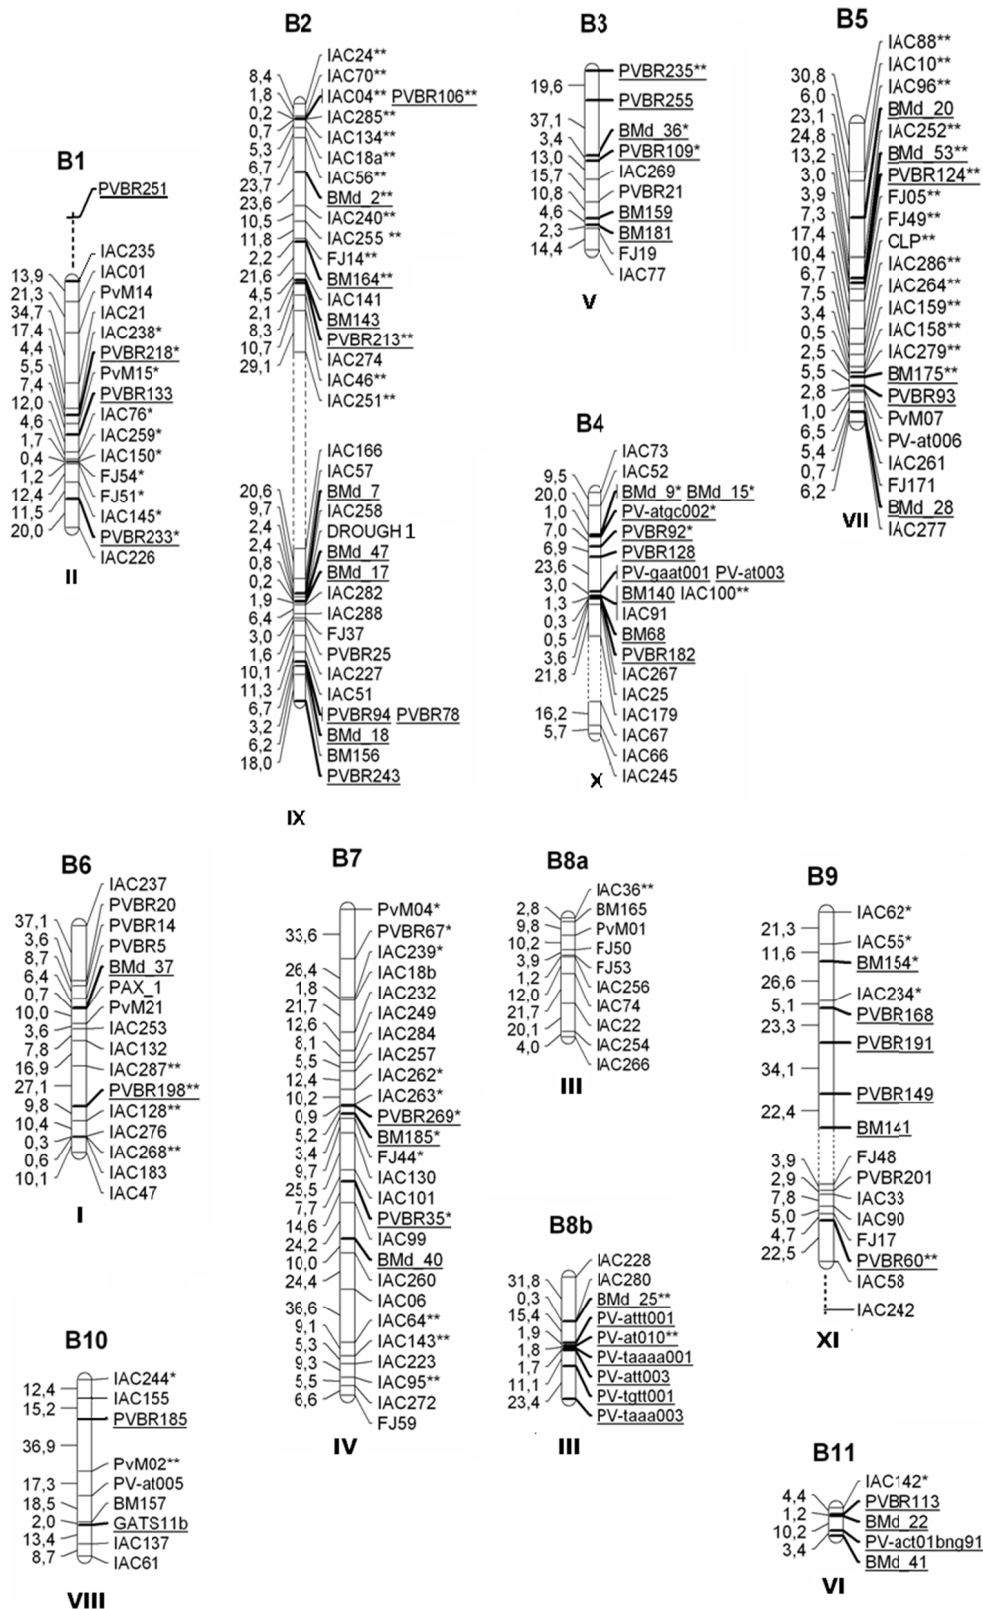 B1
PVBR251
IAC235
IAC01
PvM14
IAC21
IAC238*
PVBR218*
PvM15*
PVBR133
IAC76*
IAC259*
IAC150*
FJ54*
FJ51*
IAC145*
PVBR233*
IAC226
13,9
21,3
34,7
17,4
4,4
5,5
7,4
12,0
4,6
1,7
0,4
1,2
12,4
11,5
20,0
II
B2
IAC24**
IAC70**
IAC04** PVBR106**
IAC285**
IAC134**
IAC18a**
IAC56**
BMd_2**
IAC240**
IAC255 **
FJ14**
BM164**
IAC141
BM143
PVBR213**
IAC274
IAC46**
IAC251**
8,4
1,8
0,2
0,7
5,3
6,7
23,7
23,6
10,5
11,8
2,2
21,6
4,5
2,1
8,3
10,7
29,1
IAC166
IAC57
BMd_7
IAC258
DROUGH1
BMd_47
BMd_17
IAC282
IAC288
FJ37
PVBR25
IAC227
IAC51
PVBR94 PVBR78
BMd_18
BM156
PVBR243
20,6
9,7
2,4
2,4
0,8
0,2
1,9
6,4
3,0
1,6
10,1
11,3
6,7
3,2
6,2
18,0
IX
B3
PVBR235**
PVBR255
BMd_36*
PVBR109*
IAC269
PVBR21
BM159
BM181
FJ19
IAC77
19,6
37,1
3,4
13,0
15,7
10,8
4,6
2,3
14,4
V
B4
IAC73
IAC52
BMd_9* BMd_15*
PV-atgc002*
PVBR92*
PVBR128
PV-gaat001 PV-at003
BM140 IAC100**
IAC91
BM68
PVBR182
IAC267
IAC25
IAC179
IAC67
IAC66
IAC245
9,5
20,0
1,0
7,0
6,9
23,6
3,0
1,3
0,3
0,5
3,6
21,8
16,2
5,7
X
B5
IAC88**
IAC10**
IAC96**
BMd_20
IAC252**
BMd_53**
PVBR124**
FJ05**
FJ49**
CLP**
IAC286**
IAC264**
IAC159**
IAC158**
IAC279**
BM175**
PVBR93
PvM07
PV-at006
IAC261
FJ171
BMd_28
IAC277
30,8
6,0
23,1
24,8
13,2
3,0
3,9
7,3
17,4
10,4
6,7
7,5
3,4
0,5
2,5
5,5
2,8
1,0
6,5
5,4
0,7
6,2
VII
B6
IAC237
PVBR20
PVBR14
PVBR5
BMd_37
PAX_1
PvM21
IAC253
IAC132
IAC287**
PVBR198**
IAC128**
IAC276
IAC268**
IAC183
IAC47
37,1
3,6
8,7
6,4
0,7
10,0
3,6
7,8
16,9
27,1
9,8
10,4
0,3
0,6
10,1
I
B7
PvM04*
PVBR67*
IAC239*
IAC18b
IAC232
IAC249
IAC284
IAC257
IAC262*
IAC263*
PVBR269*
BM185*
FJ44*
IAC130
IAC101
PVBR35*
IAC99
BMd_40
IAC260
IAC06
IAC64**
IAC143**
IAC223
IAC95**
IAC272
FJ59
33,6
26,4
1,8
21,7
12,6
8,1
5,5
12,4
10,2
0,9
5,2
3,4
9,7
25,5
7,7
14,6
24,2
10,0
24,4
36,6
9,1
5,3
9,3
5,5
6,6
IV
B8a
IAC36**
BM165
PvM01
FJ50
FJ53
IAC256
IAC74
IAC22
IAC254
IAC266
2,8
9,8
10,2
3,9
1,2
12,0
21,7
20,1
4,0
III
B8b
IAC228
IAC280
BMd_25**
PV-attt001
PV-at010**
PV-taaaa001
PV-att003
PV-tgtt001
PV-taaa003
31,8
0,3
15,4
1,9
1,8
1,7
11,1
23,4
III
B9
IAC62*
IAC55*
BM154*
IAC234*
PVBR168
PVBR191
PVBR149
BM141
FJ48
PVBR201
IAC33
IAC90
FJ17
PVBR60**
IAC58
IAC242
21,3
11,6
26,6
5,1
23,3
34,1
22,4
3,9
2,9
7,8
5,0
4,7
22,5
XI
B10
IAC244*
IAC155
PVBR185
PvM02**
PV-at005
BM157
GATS11b
IAC137
IAC61
12,4
15,2
36,9
17,3
18,5
2,0
13,4
8,7
VIII
B11
IAC142*
PVBR113
BMd_22
PV-act01bng91
BMd_41
4,4
1,2
10,2
3,4
VI